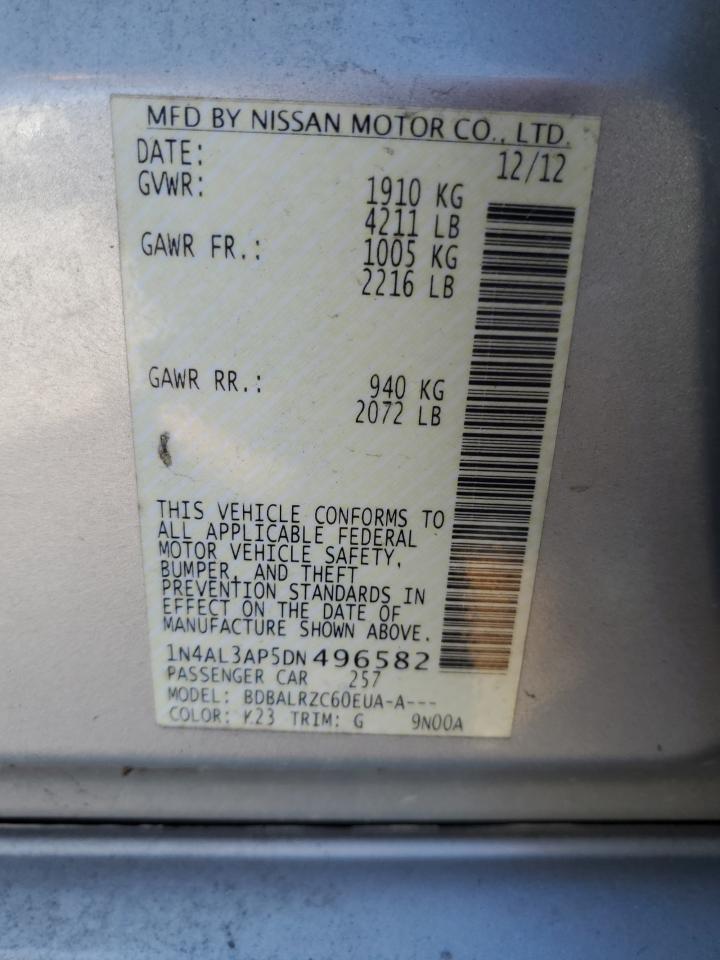 MFD BY NISSAN MOTOR CO., LTD.
DATE: 12/12
GVWR: 1910 KG
4211 LB
GAWR FR.: 1005 KG
2216 LB
GAWR RR.: 940 KG
2072 LB
THIS VEHICLE CONFORMS TO
ALL APPLICABLE FEDERAL
MOTOR VEHICLE SAFETY,
BUMPER, AND THEFT
PREVENTION STANDARDS IN
EFFECT ON THE DATE OF
MANUFACTURE SHOWN ABOVE.
1N4AL3AP5DN496582
PASSENGER CAR 257
MODEL: BDBALRZC60EUA-A---
COLOR: K23 TRIM: G 9N00A